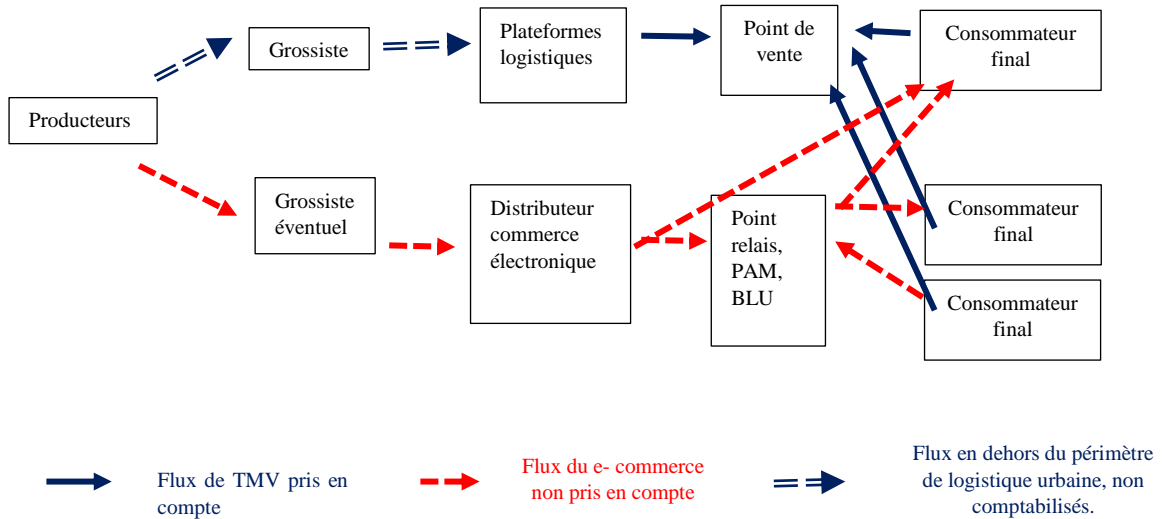 Grossiste
Plateformes
logistiques
Point de
vente
Consommateur
final
Producteurs
Grossiste
éventuel
Distributeur
commerce
électronique
Point
relais,
PAM,
BLU
Consommateur
final
Consommateur
final
Flux de TMV pris en
compte
Flux du e- commerce
non pris en compte
Flux en dehors du périmètre
de logistique urbaine, non
comptabilisés.